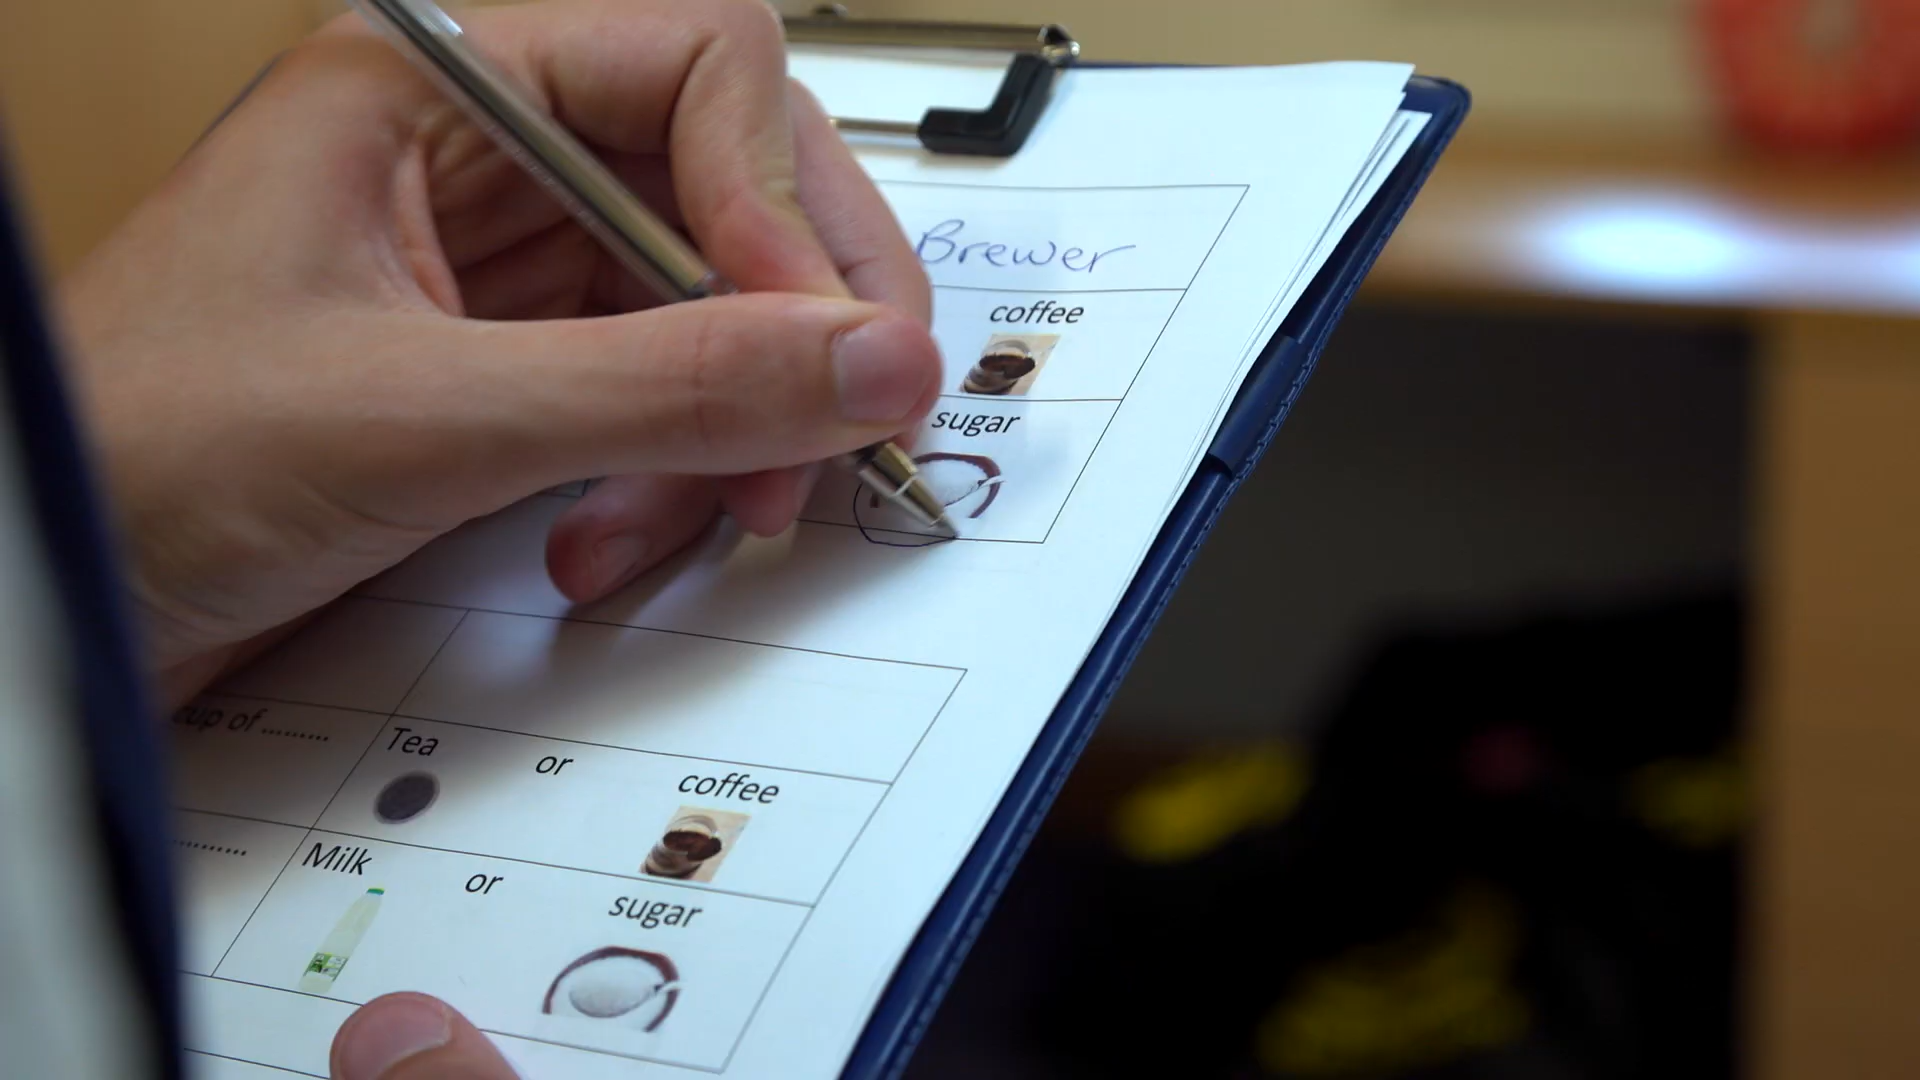 Brewer
coffee
sugar
cup of .........
Tea or coffee
..........
Milk or sugar